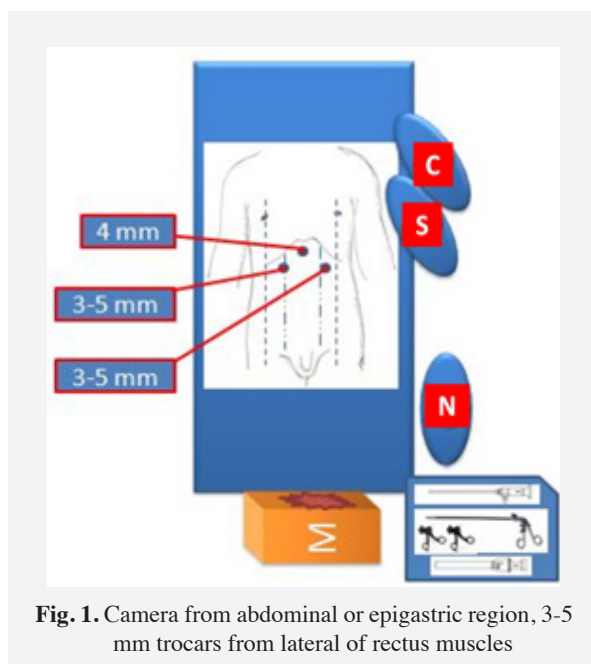 C
S
4 mm
3-5 mm
3-5 mm
N
M
Fig. 1. Camera from abdominal or epigastric region, 3-5
mm trocars from lateral of rectus muscles